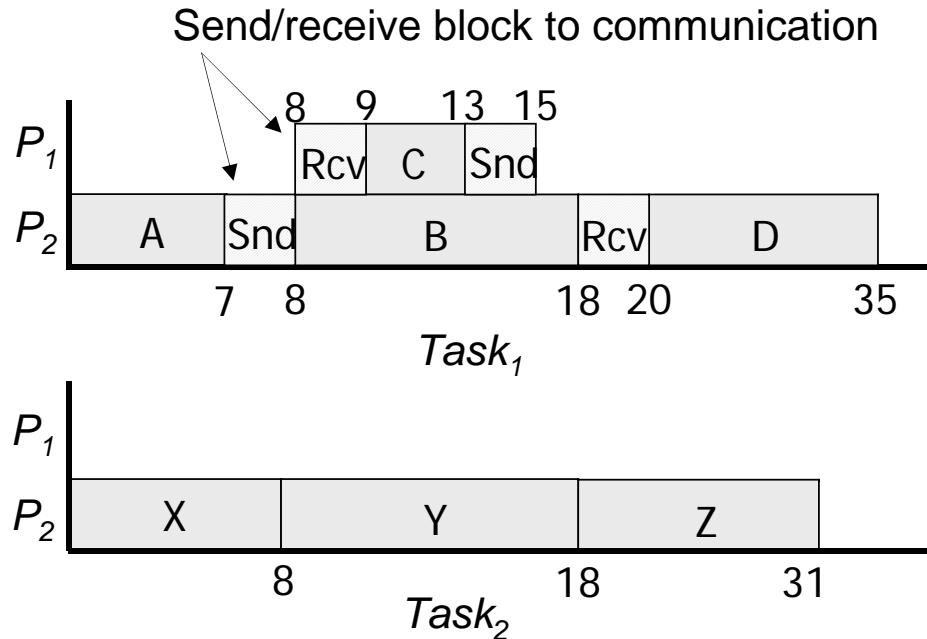 Send/receive block to communication
8 9 13 15
P1 Rcv C Snd
P2 A Snd B Rcv D
7 8 18 20 35
Task1
P1
P2 X Y Z
8 18 31
Task2